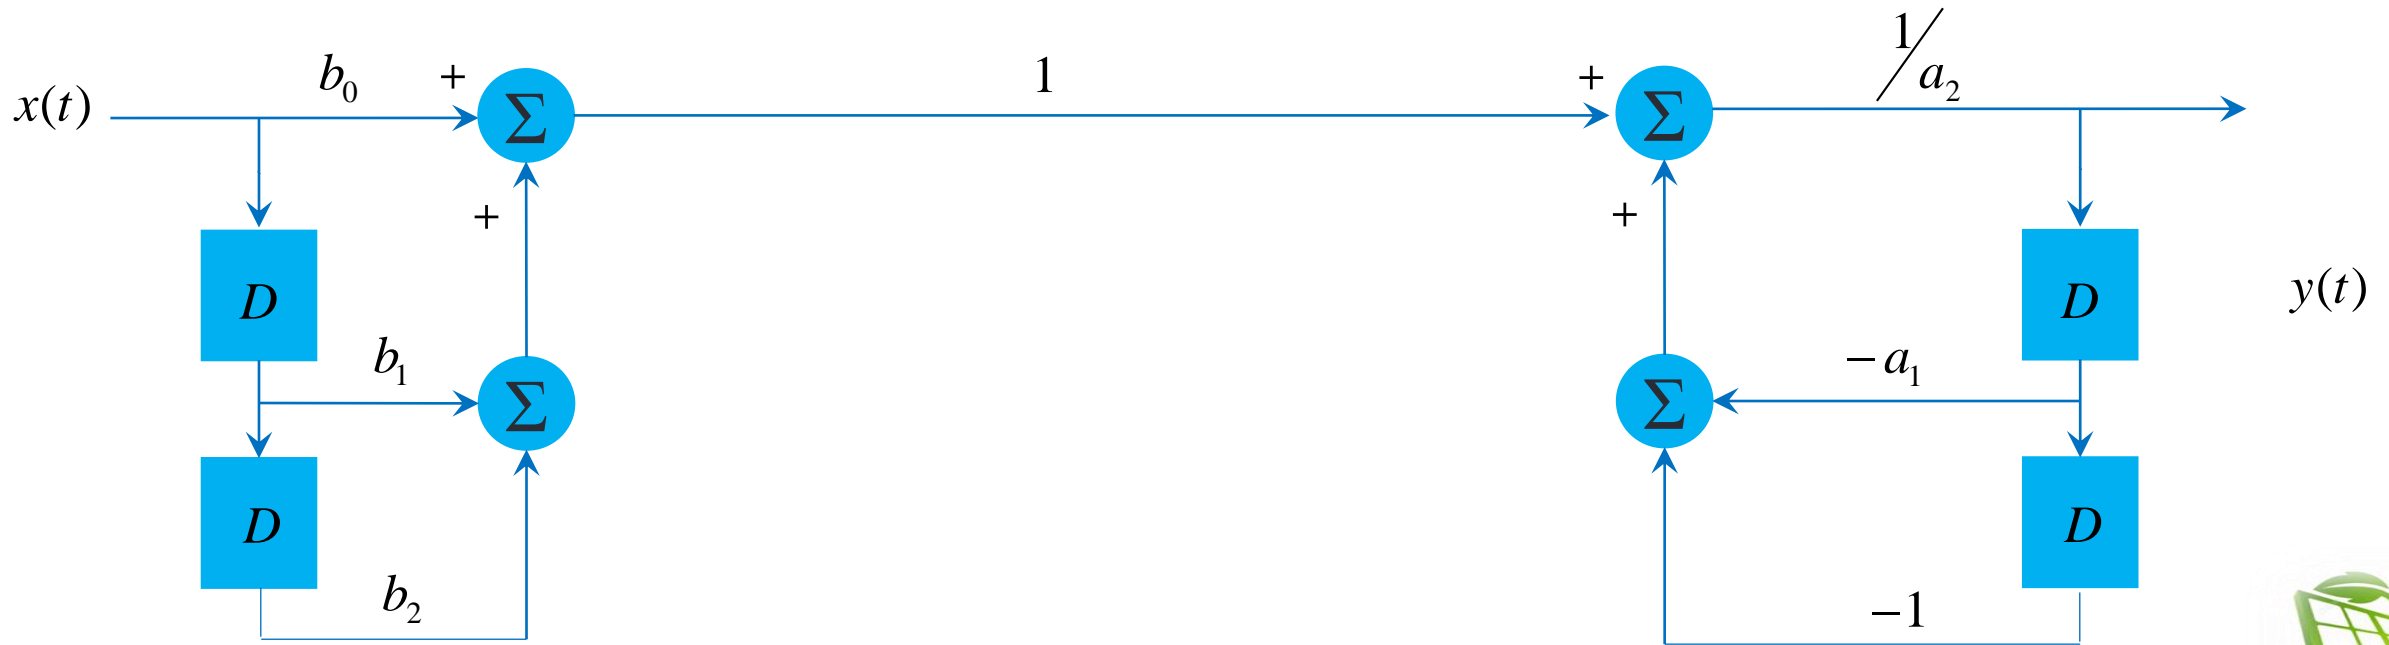 x(t) b₀ + Σ 1 + Σ 1/a₂
+ +
D D y(t)
b₁ Σ Σ −a₁
D D
b₂ −1